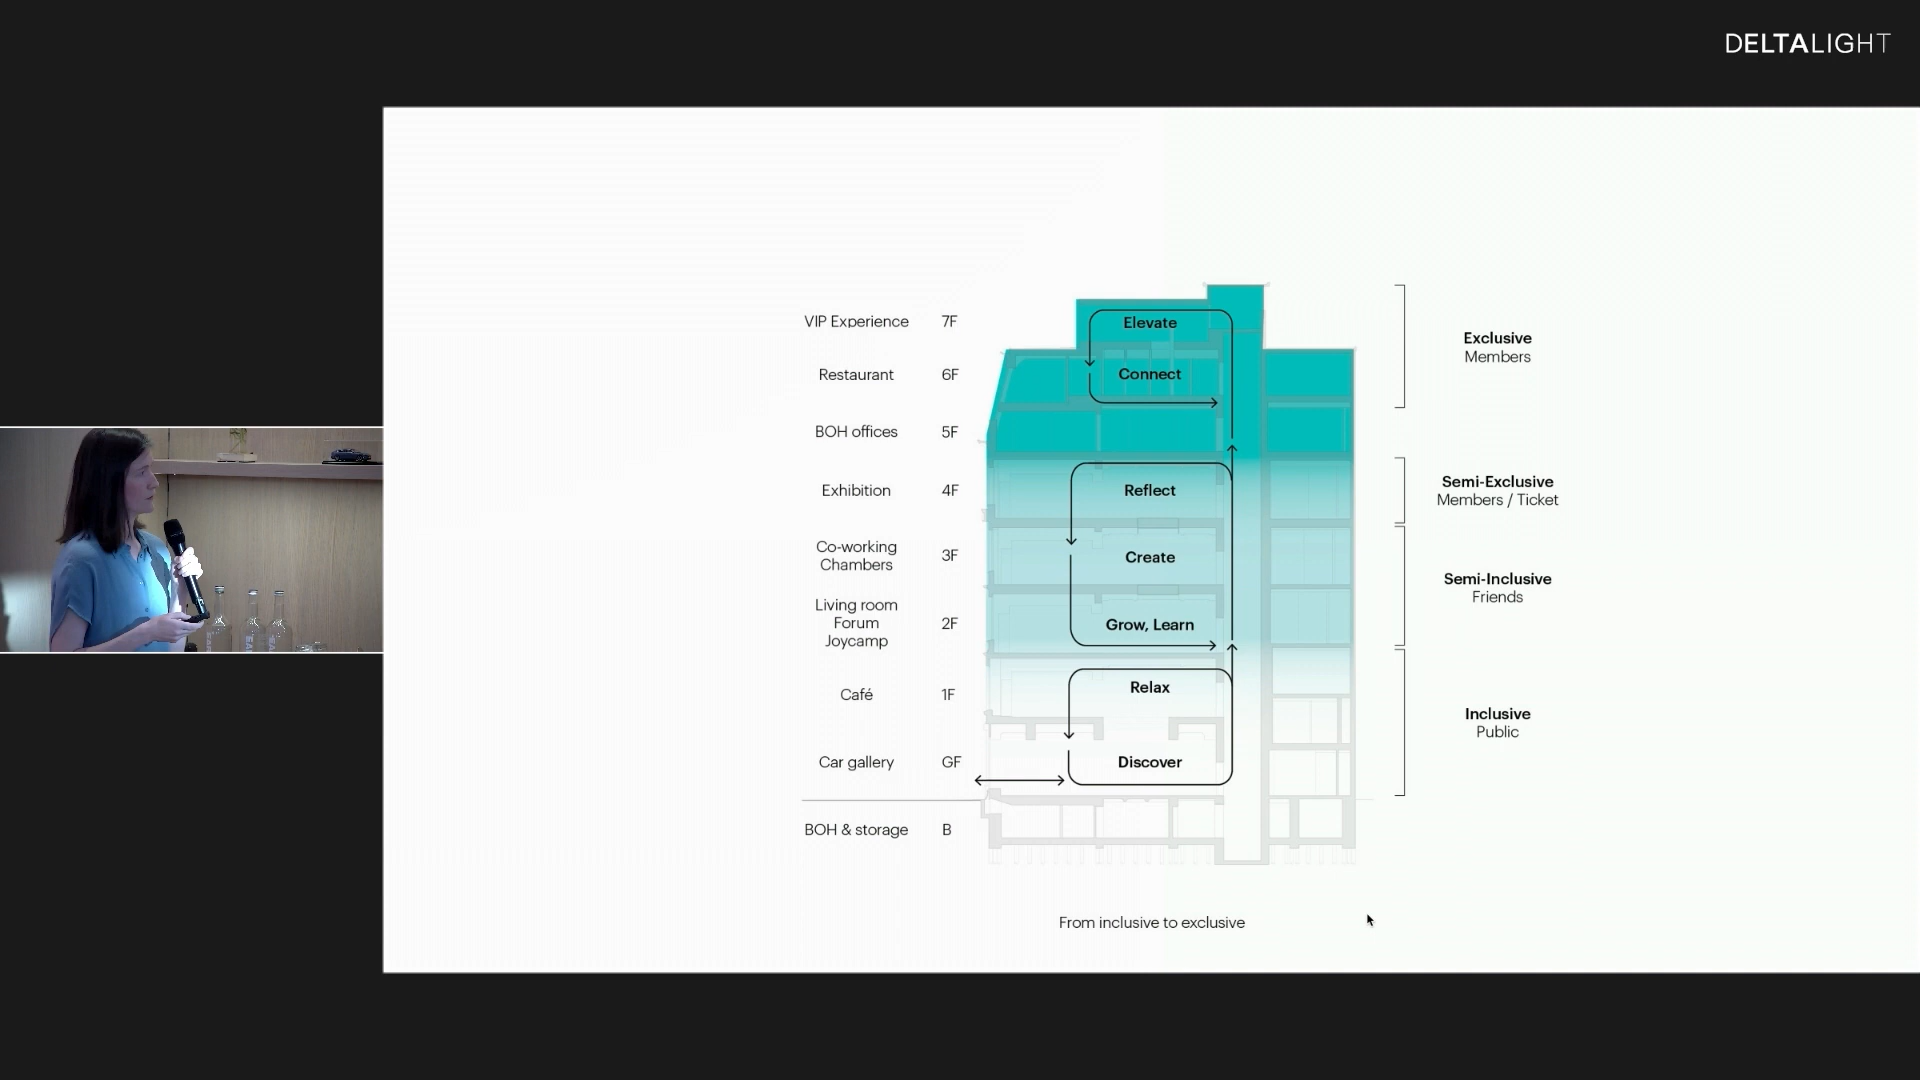 DELTALIGHT
VIP Experience 7F
Elevate
Exclusive
Members
Restaurant 6F
Connect
BOH offices 5F
Exhibition 4F
Reflect
Semi-Exclusive
Members / Ticket
Co-working
Chambers
3F
Create
Semi-Inclusive
Friends
Living room
Forum
Joycamp
2F
Grow, Learn
Café 1F
Relax
Inclusive
Public
Car gallery GF
Discover
BOH & storage B
From inclusive to exclusive